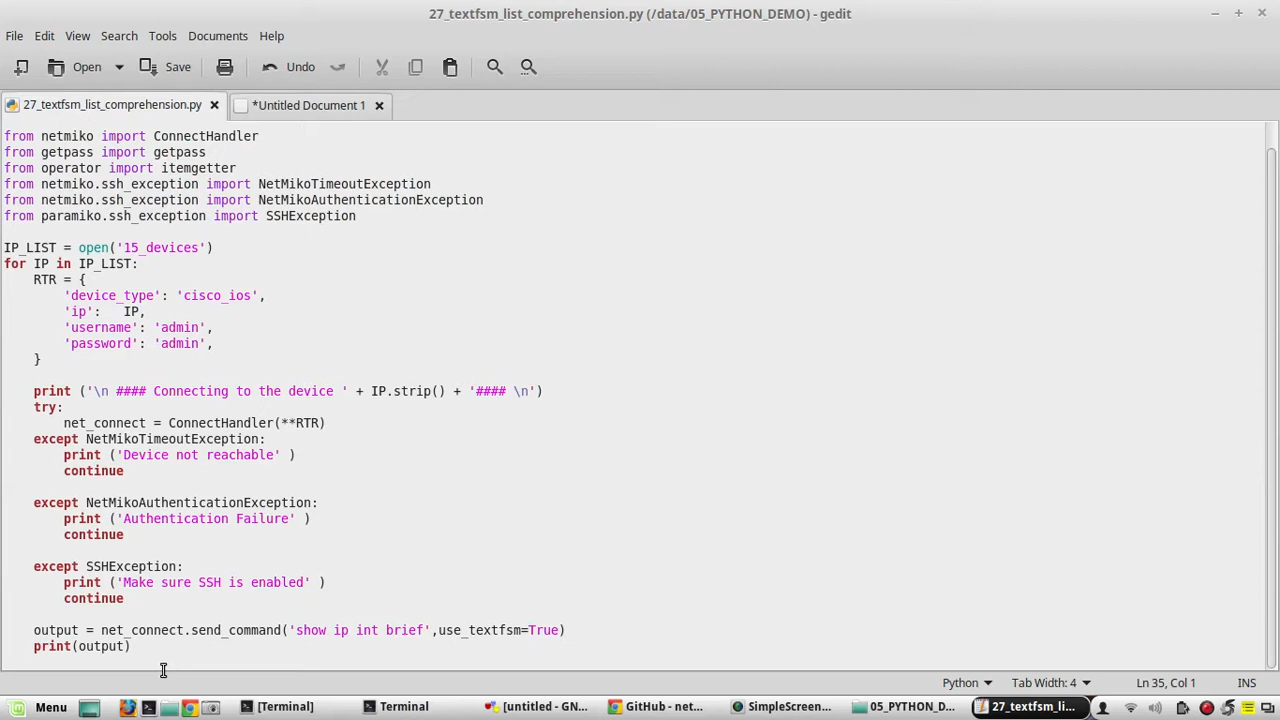 27_textfsm_list_comprehension.py (/data/05_PYTHON_DEMO) - gedit
File Edit View Search Tools Documents Help
Open Save Undo
27_textfsm_list_comprehension.py *Untitled Document 1
from netmiko import ConnectHandler
from getpass import getpass
from operator import itemgetter
from netmiko.ssh_exception import NetMikoTimeoutException
from netmiko.ssh_exception import NetMikoAuthenticationException
from paramiko.ssh_exception import SSHException
IP_LIST = open('15_devices')
for IP in IP_LIST:
    RTR = {
        'device_type': 'cisco_ios',
        'ip':   IP,
        'username': 'admin',
        'password': 'admin',
    }
    print ('\n #### Connecting to the device ' + IP.strip() + '#### \n')
    try:
        net_connect = ConnectHandler(**RTR)
    except NetMikoTimeoutException:
        print ('Device not reachable' )
        continue
    except NetMikoAuthenticationException:
        print ('Authentication Failure' )
        continue
    except SSHException:
        print ('Make sure SSH is enabled' )
        continue
    output = net_connect.send_command('show ip int brief',use_textfsm=True)
    print(output)
Python Tab Width: 4 Ln 35, Col 1 INS
Menu [Terminal] Terminal [untitled - GN... GitHub - net... SimpleScreen... 05_PYTHON_D... 27_textfsm_li...